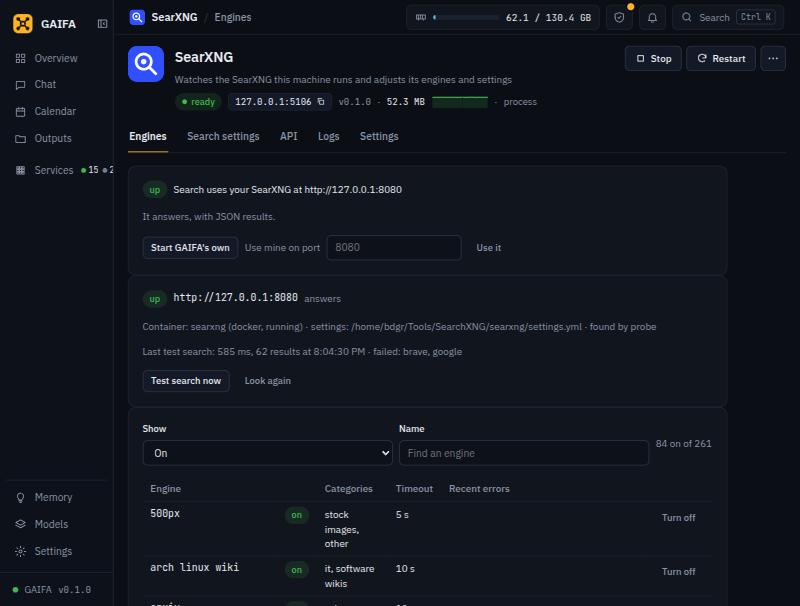 GAIFA
SearXNG / Engines
62.1 / 130.4 GB
Search Ctrl K
Overview
Chat
Calendar
Outputs
Services 15
SearXNG
Watches the SearXNG this machine runs and adjusts its engines and settings
ready 127.0.0.1:5106 v0.1.0 · 52.3 MB · process
Stop
Restart
...
Engines Search settings API Logs Settings
up Search uses your SearXNG at http://127.0.0.1:8080
It answers, with JSON results.
Start GAIFA's own Use mine on port 8080 Use it
up http://127.0.0.1:8080 answers
Container: searxng (docker, running) · settings: /home/bdgr/Tools/SearchXNG/searxng/settings.yml · found by probe
Last test search: 585 ms, 62 results at 8:04:30 PM · failed: brave, google
Test search now Look again
Show Name
On Find an engine 84 on of 261
Engine Categories Timeout Recent errors
500px on stock images, other 5 s Turn off
arch linux wiki on it, software wikis 10 s Turn off
Memory
Models
Settings
GAIFA v0.1.0